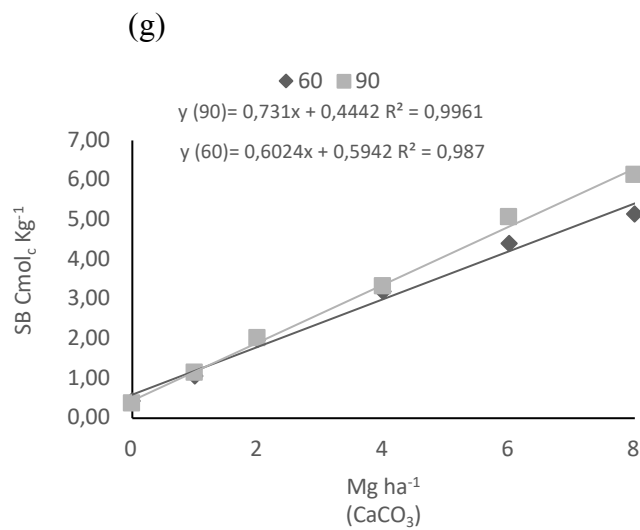 (g)
60 90
y (90)= 0,731x + 0,4442 R² = 0,9961
y (60)= 0,6024x + 0,5942 R² = 0,987
7,00
6,00
5,00
4,00
3,00
2,00
1,00
0,00
SB Cmolc Kg⁻¹
0 2 4 6 8
Mg ha⁻¹
(CaCO₃)